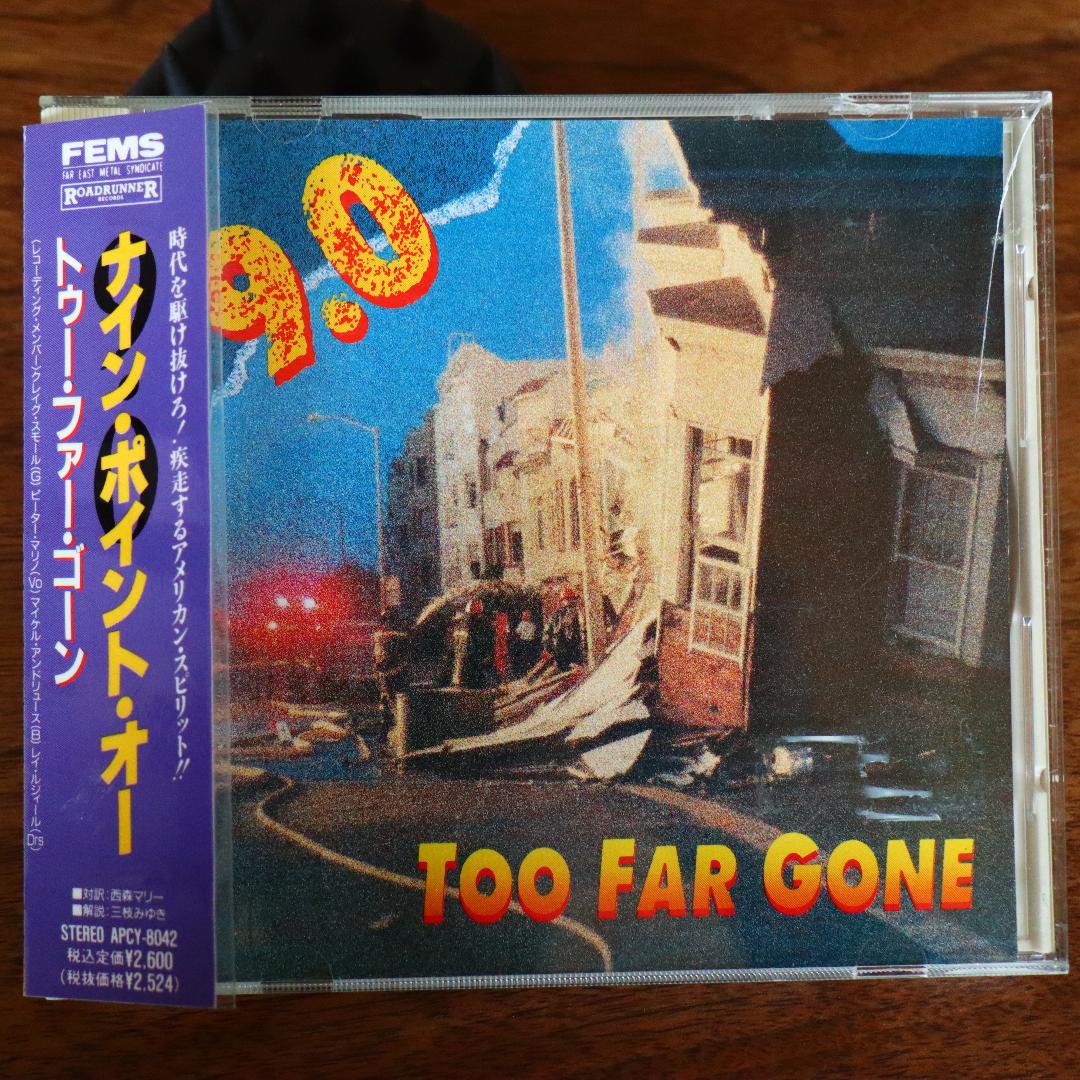 FEMS
FAR EAST METAL SYNDICATE
ROADRUNNER
RECORDS
時代を駆け抜けろ!疾走するアメリカン・スピリット!!
ナイン・ポイント・オー
トゥー・ファー・ゴーン
(レコーディング・メンバー)クレイグ・スモール(G) ピーター・マリノ(Vo) マイケル・アンドリュース(B) レイ・ルシィール(Drs)
■対訳:西森マリー
■解説:三枝みゆき
STEREO APCY-8042
税込定価¥2,600
(税抜価格¥2,524)
9.0
TOO FAR GONE